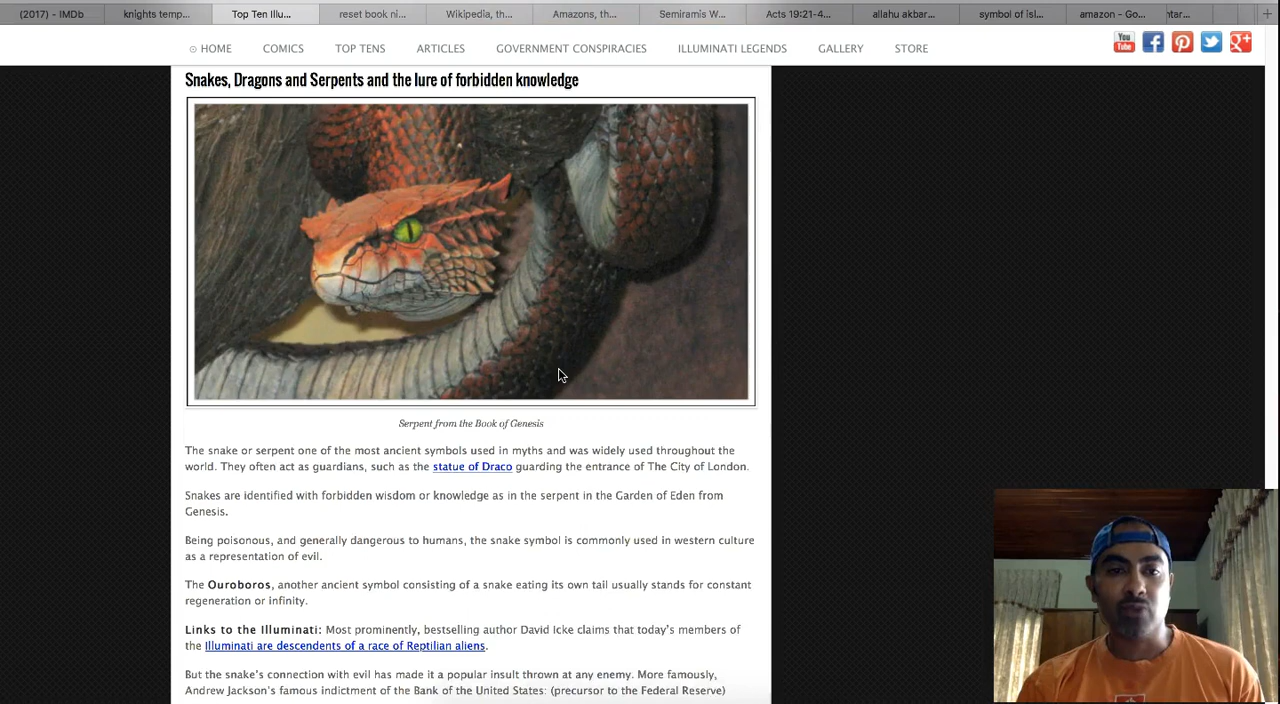 (2017) - IMDb
knights temp...
Top Ten Illu...
reset book ni...
Wikipedia, th...
Amazons, th...
Semiramis W...
Acts 19:21-4...
allahu akbar...
symbol of isl...
amazon - Go...
ntar...
HOME
COMICS
TOP TENS
ARTICLES
GOVERNMENT CONSPIRACIES
ILLUMINATI LEGENDS
GALLERY
STORE
You
Tube
Snakes, Dragons and Serpents and the lure of forbidden knowledge
Serpent from the Book of Genesis
The snake or serpent one of the most ancient symbols used in myths and was widely used throughout the
world. They often act as guardians, such as the statue of Draco guarding the entrance of The City of London.
Snakes are identified with forbidden wisdom or knowledge as in the serpent in the Garden of Eden from
Genesis.
Being poisonous, and generally dangerous to humans, the snake symbol is commonly used in western culture
as a representation of evil.
The Ouroboros, another ancient symbol consisting of a snake eating its own tail usually stands for constant
regeneration or infinity.
Links to the Illuminati: Most prominently, bestselling author David Icke claims that today's members of
the Illuminati are descendents of a race of Reptilian aliens.
But the snake's connection with evil has made it a popular insult thrown at any enemy. More famously,
Andrew Jackson's famous indictment of the Bank of the United States: (precursor to the Federal Reserve)